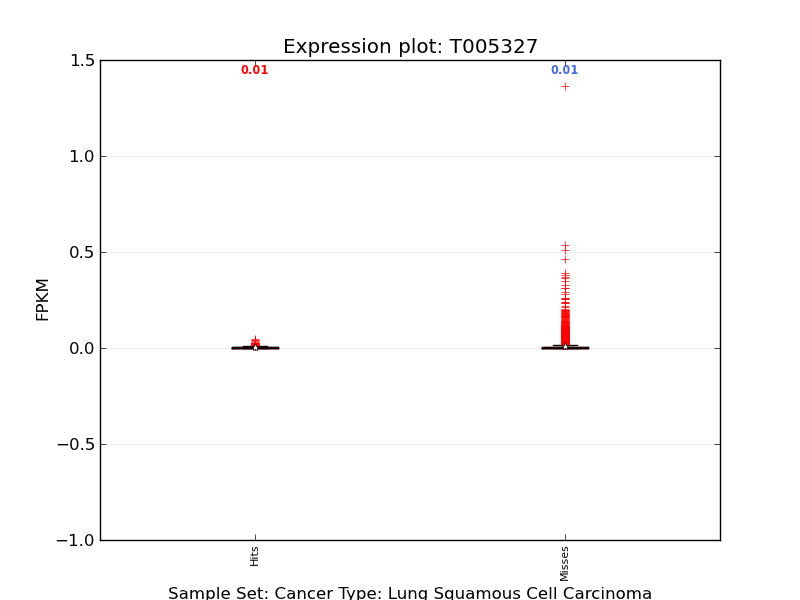 Expression plot: T005327
1.5
0.01
0.01
1.0
0.5
0.0
−0.5
−1.0
FPKM
Hits
Misses
Sample Set: Cancer Type: Lung Squamous Cell Carcinoma